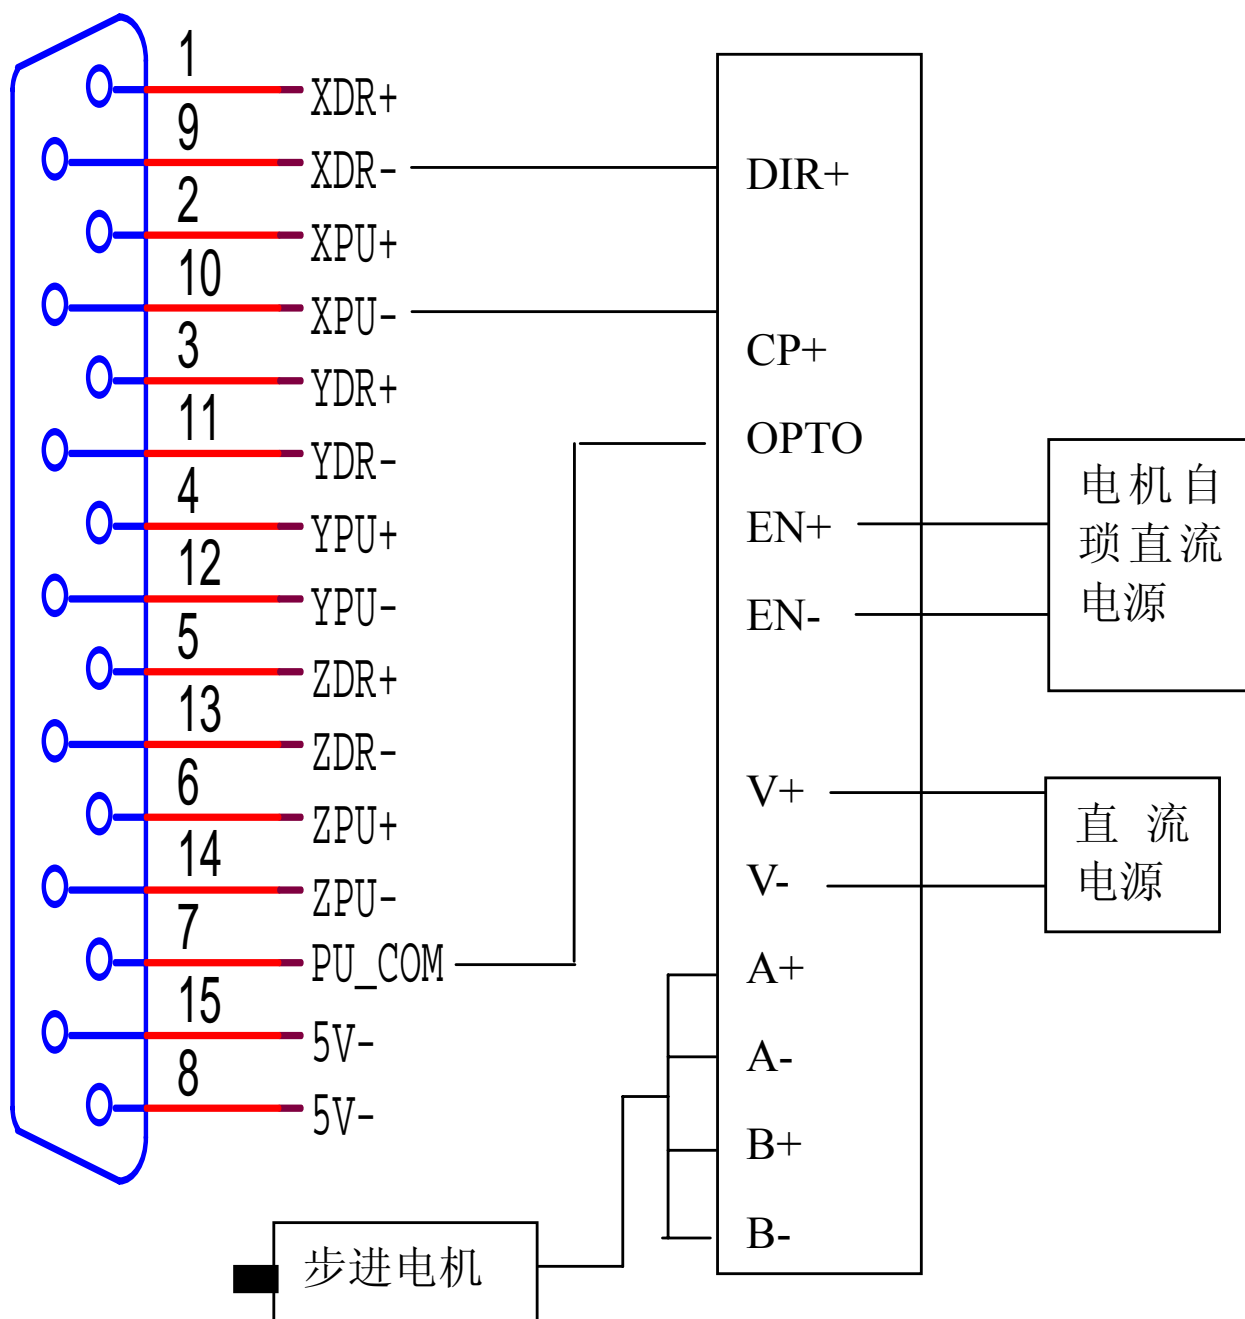 1
XDR+
9
XDR-
2
XPU+
10
XPU-
3
YDR+
11
YDR-
4
YPU+
12
YPU-
5
ZDR+
13
ZDR-
6
ZPU+
14
ZPU-
7
PU_COM
15
5V-
8
5V-
DIR+
CP+
OPTO
EN+
EN-
V+
V-
A+
A-
B+
B-
电机自
琐直流
电源
直流
电源
步进电机